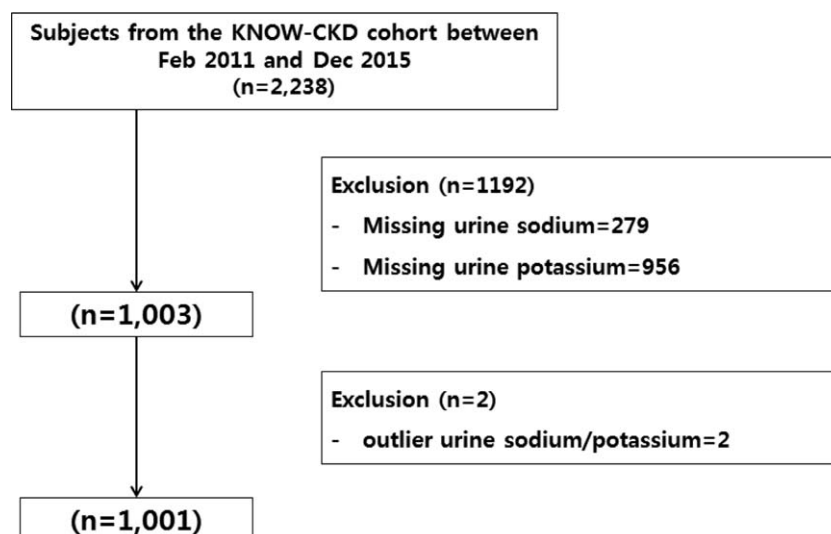 Subjects from the KNOW-CKD cohort between
Feb 2011 and Dec 2015
(n=2,238)
Exclusion (n=1192)
- Missing urine sodium=279
- Missing urine potassium=956
(n=1,003)
Exclusion (n=2)
- outlier urine sodium/potassium=2
(n=1,001)